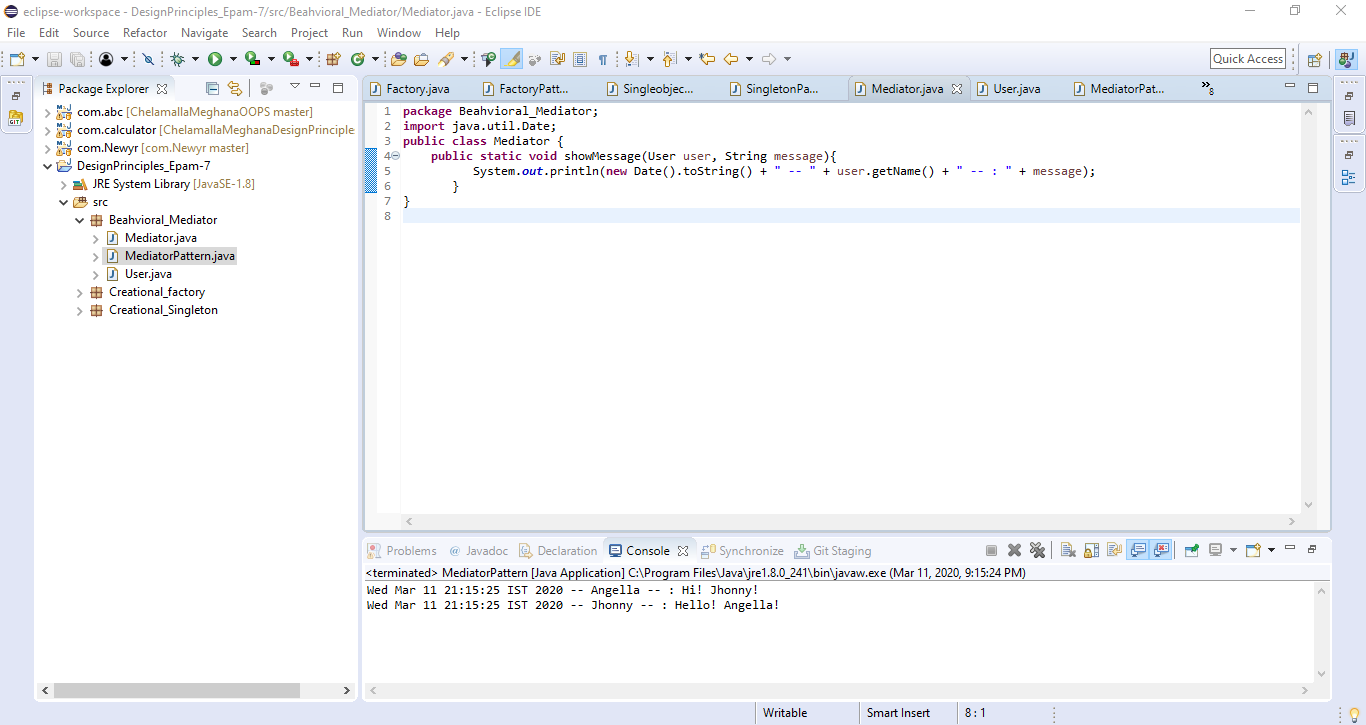 eclipse-workspace - DesignPrinciples_Epam-7/src/Beahvioral_Mediator/Mediator.java - Eclipse IDE
File Edit Source Refactor Navigate Search Project Run Window Help
Quick Access
Package Explorer
com.abc [ChelamallaMeghanaOOPS master]
com.calculator [ChelamallaMeghanaDesignPrinciple
com.Newyr [com.Newyr master]
DesignPrinciples_Epam-7
JRE System Library [JavaSE-1.8]
src
Beahvioral_Mediator
Mediator.java
MediatorPattern.java
User.java
Creational_factory
Creational_Singleton
Factory.java FactoryPatt... Singleobjec... SingletonPa... Mediator.java User.java MediatorPat... »8
1 package Beahvioral_Mediator;
2 import java.util.Date;
3 public class Mediator {
4 public static void showMessage(User user, String message){
5 System.out.println(new Date().toString() + " -- " + user.getName() + " -- : " + message);
6 }
7 }
8
Problems @ Javadoc Declaration Console Synchronize Git Staging
<terminated> MediatorPattern [Java Application] C:\Program Files\Java\jre1.8.0_241\bin\javaw.exe (Mar 11, 2020, 9:15:24 PM)
Wed Mar 11 21:15:25 IST 2020 -- Angella -- : Hi! Jhonny!
Wed Mar 11 21:15:25 IST 2020 -- Jhonny -- : Hello! Angella!
Writable Smart Insert 8 : 1